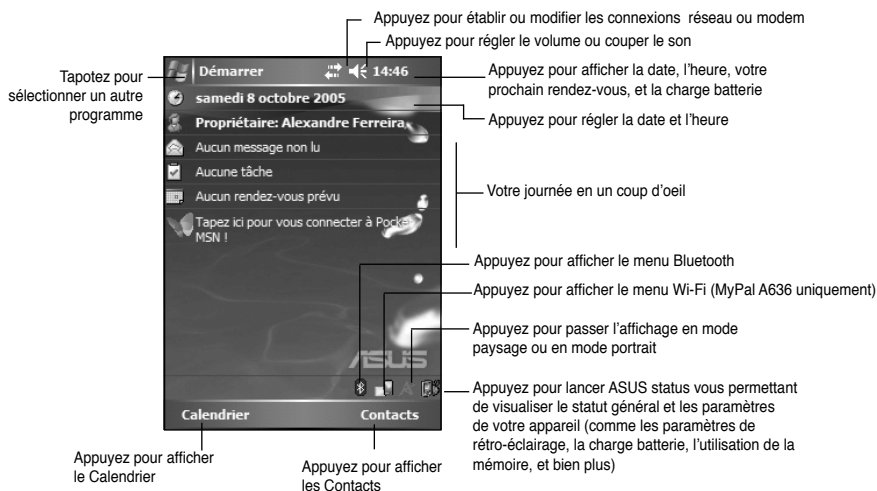 Appuyez pour établir ou modifier les connexions réseau ou modem
Appuyez pour régler le volume ou couper le son
Tapotez pour
sélectionner un autre
programme
Démarrer 14:46
Appuyez pour afficher la date, l'heure, votre
prochain rendez-vous, et la charge batterie
samedi 8 octobre 2005
Appuyez pour régler la date et l'heure
Propriétaire: Alexandre Ferreira
Aucun message non lu
Aucune tâche
Aucun rendez-vous prévu
Votre journée en un coup d'oeil
Tapez ici pour vous connecter à Pocket
MSN !
Appuyez pour afficher le menu Bluetooth
Appuyez pour afficher le menu Wi-Fi (MyPal A636 uniquement)
Appuyez pour passer l'affichage en mode
paysage ou en mode portrait
ASUS
Appuyez pour lancer ASUS status vous permettant
de visualiser le statut général et les paramètres
de votre appareil (comme les paramètres de
rétro-éclairage, la charge batterie, l'utilisation de la
mémoire, et bien plus)
Calendrier Contacts
Appuyez pour afficher
le Calendrier
Appuyez pour afficher
les Contacts